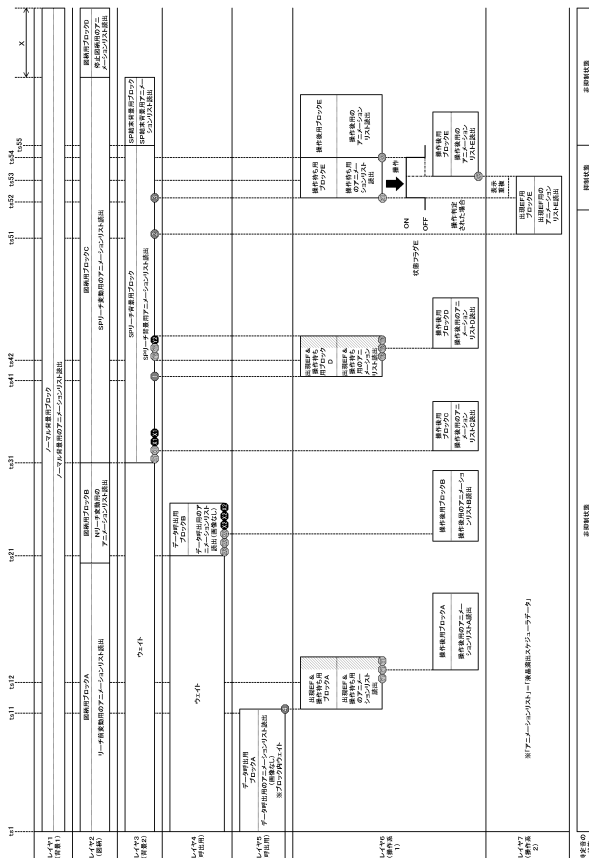 ts1
ts11
ts12
ts21
ts31
ts41
ts42
ts51
ts52
ts53
ts54
ts55
X
レイヤ1
(背景1)
ノーマル背景用ブロック
ノーマル背景用のアニメーションリスト読出
レイヤ2
(図柄)
図柄用ブロックA
リーチ前変動用のアニメーションリスト読出
図柄用ブロックB
Nリーチ変動用の
アニメーションリスト読出
図柄用ブロックC
SPリーチ変動用のアニメーションリスト読出
図柄用ブロックD
停止図柄用のアニ
メーションリスト読出
レイヤ3
(背景2)
ウェイト
SPリーチ背景用ブロック
SPリーチ背景用アニメーションリスト読出
SP結末背景用ブロック
SP結末背景用アニメー
ションリスト読出
レイヤ4
呼出用)
ウェイト
データ呼出用
ブロックB
データ呼出用のア
ニメーションリスト
読出(画像なし)
レイヤ5
呼出用)
データ呼出用
ブロックA
データ呼出用のアニメーションリスト読出
(画像なし)
※ブロック内ウェイト
レイヤ6
(操作系
1)
出現EF&
操作待ち用
ブロックA
出現EF&
操作待ち用
のアニメー
ションリスト
読出
操作後用ブロックA
操作後用のアニメー
ションリストA読出
操作後用ブロックB
操作後用のアニメーショ
ンリストB読出
操作後用
ブロックC
操作後用のアニ
メーション
リストC読出
出現EF&
操作待ち
用ブロック
D
出現EF&
操作待ち
用のアニ
メーション
リスト読出
操作後用
ブロックD
操作後用のアニ
メーション
リストD読出
操作待ち用
ブロックE
操作待ち用
のアニメー
ションリスト
読出
操作後用ブロックE
操作後用の
アニメーション
リスト読出
操作
ON
OFF
状態フラグE
操作判定
された場合
操作後用
ブロックE
操作後用の
アニメーション
リストE読出
表示
重複
レイヤ7
(操作系
2)
出現EF用
ブロックE
出現EF用の
アニメーション
リストE読出
※「アニメーションリスト」=「液晶演出スケジューラデータ」
特定音の
非抑制状態
抑制状態
非抑制状態